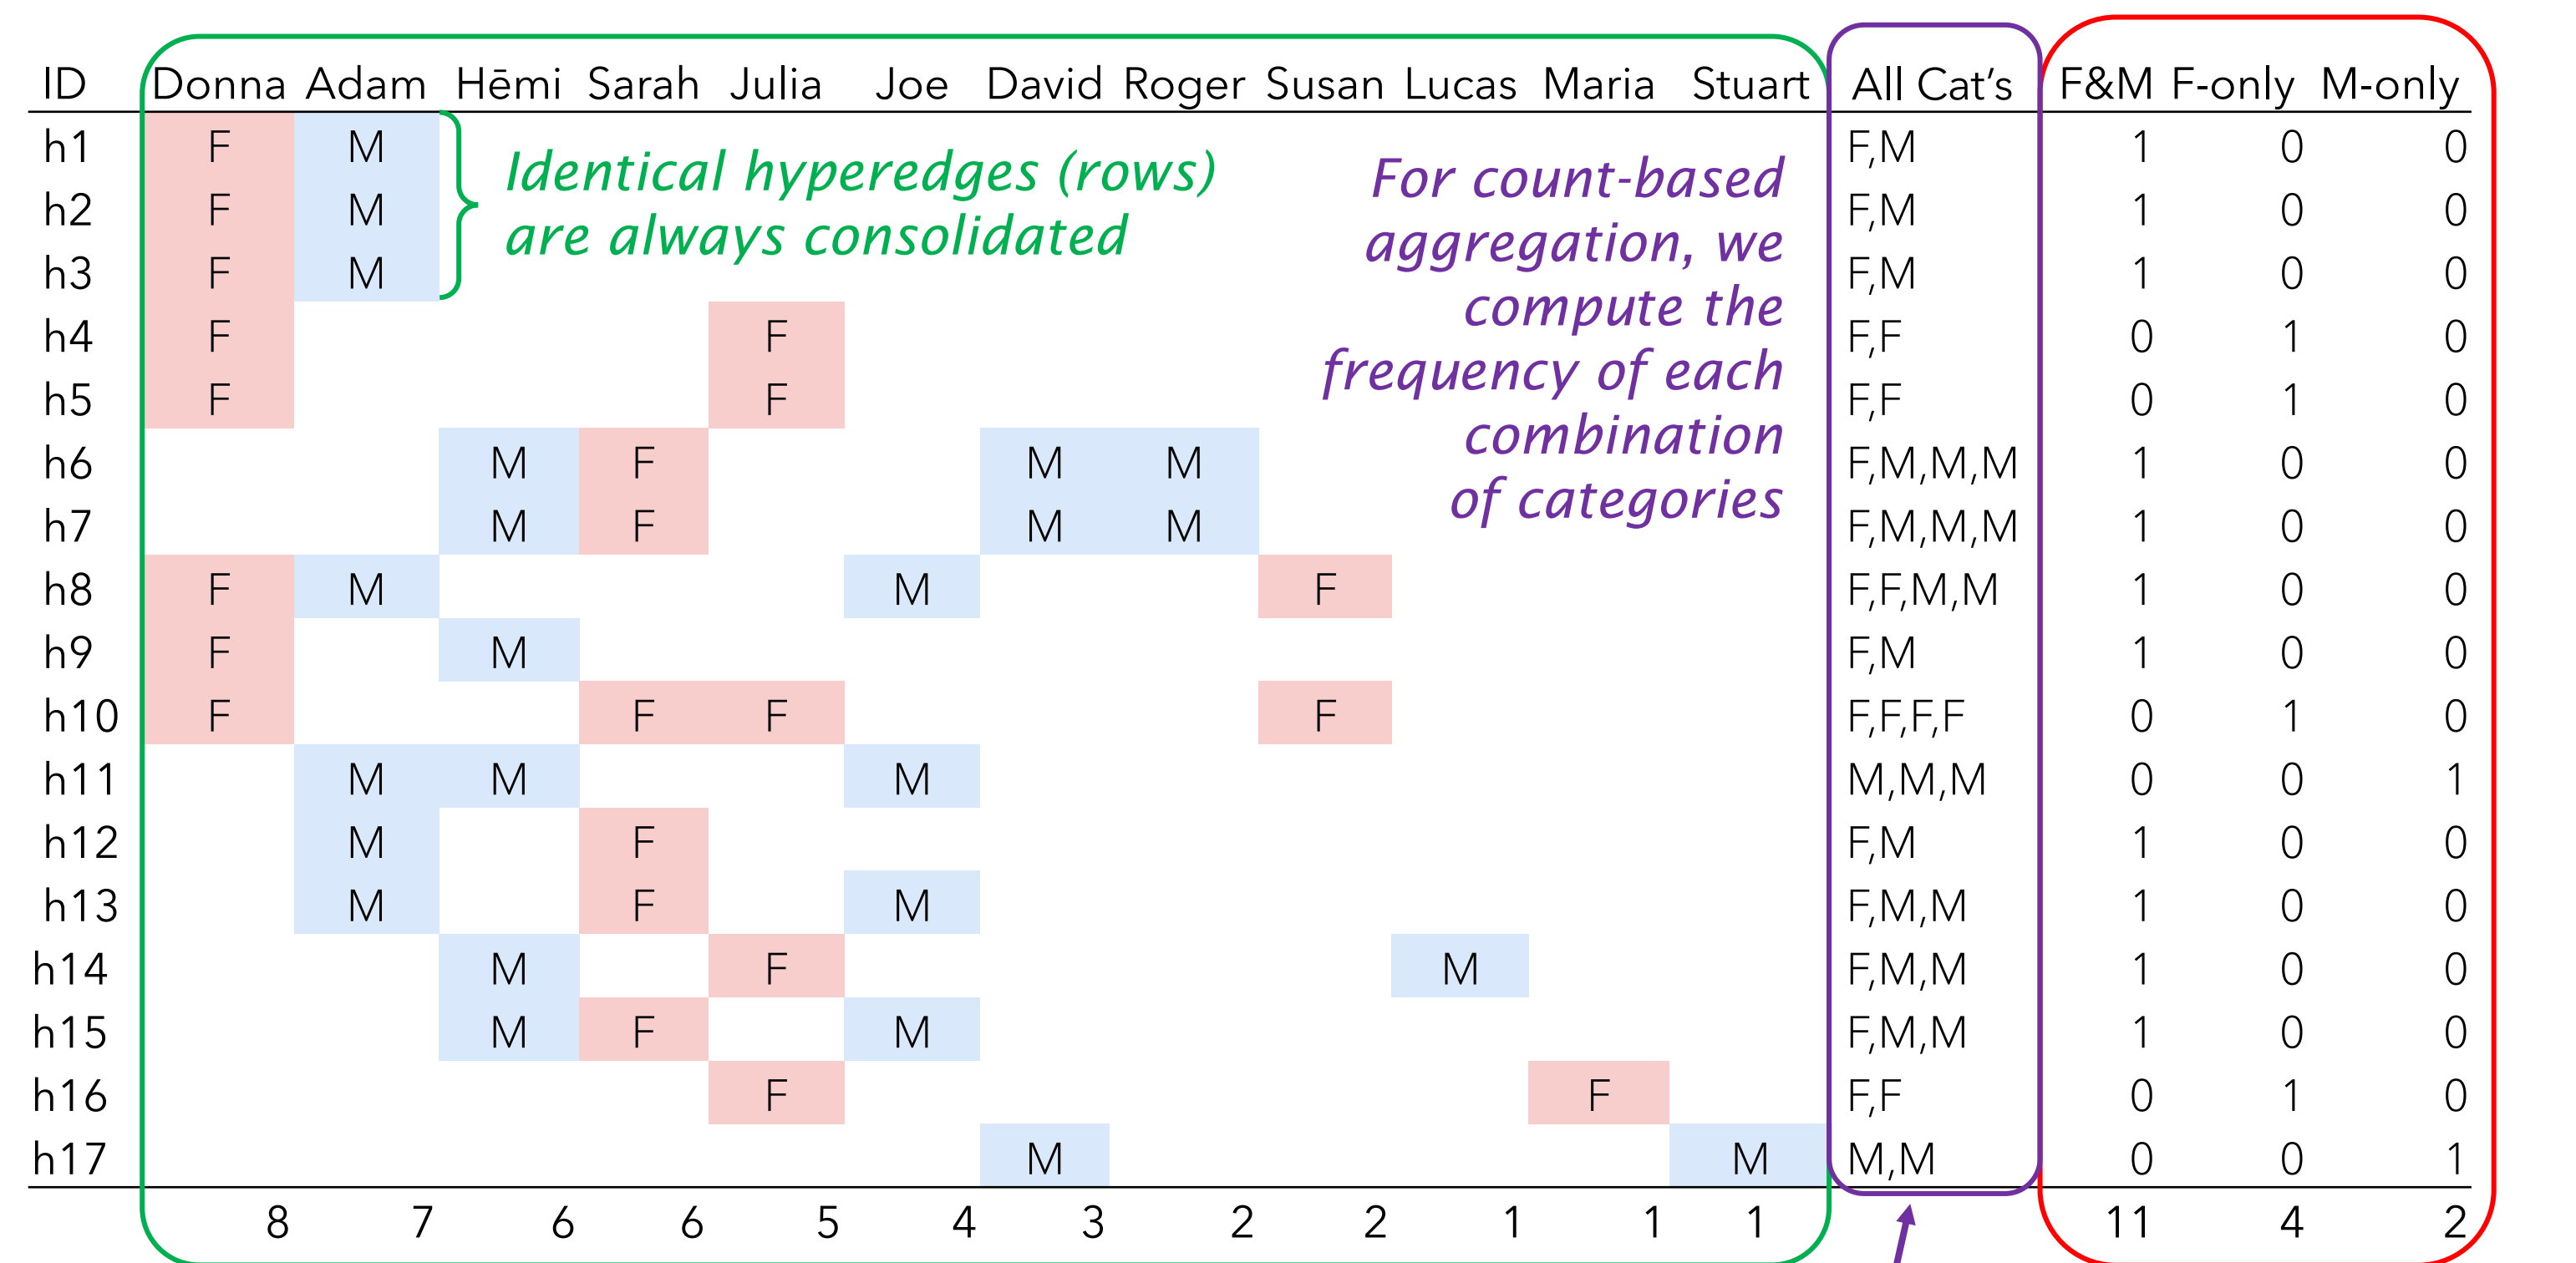 ID Donna Adam Hēmi Sarah Julia Joe David Roger Susan Lucas Maria Stuart All Cat’s F&M F-only M-only
h1 F M F,M 1 0 0
h2 F M F,M 1 0 0
h3 F M F,M 1 0 0
Identical hyperedges (rows)
are always consolidated
For count-based
aggregation, we
compute the
frequency of each
combination
of categories
h4 F F F,F 0 1 0
h5 F F F,F 0 1 0
h6 M F M M F,M,M,M 1 0 0
h7 M F M M F,M,M,M 1 0 0
h8 F M M F F,F,M,M 1 0 0
h9 F M F,M 1 0 0
h10 F F F F F,F,F,F 0 1 0
h11 M M M M,M,M 0 0 1
h12 M F F,M 1 0 0
h13 M F M F,M,M 1 0 0
h14 M F M F,M,M 1 0 0
h15 M F M F,M,M 1 0 0
h16 F F F,F 0 1 0
h17 M M M,M 0 0 1
8 7 6 6 5 4 3 2 2 1 1 1 11 4 2